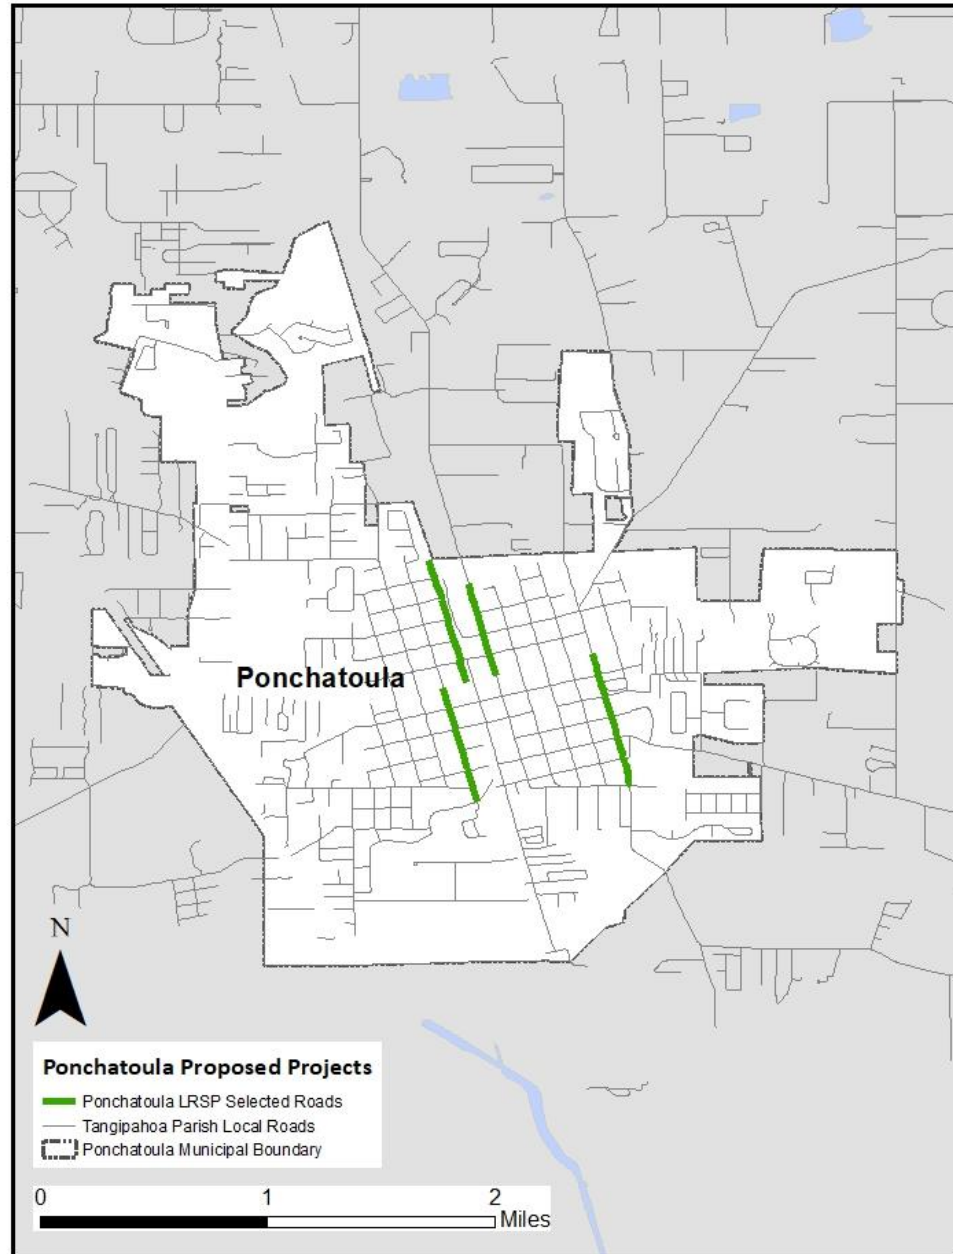 Ponchatoula
N
Ponchatoula Proposed Projects
Ponchatoula LRSP Selected Roads
Tangipahoa Parish Local Roads
Ponchatoula Municipal Boundary
0 1 2
Miles